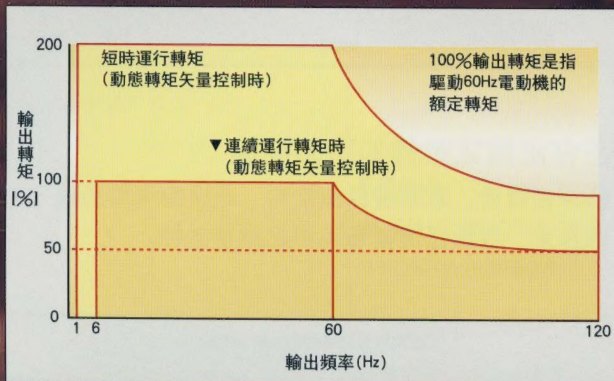 200
短時運行轉矩
(動態轉矩矢量控制時)
100%輸出轉矩是指
驅動60Hz電動機的
額定轉矩
▼連續運行轉矩時
(動態轉矩矢量控制時)
輸出轉矩
[%]
100
50
0
1 6 60 120
輸出頻率(Hz)